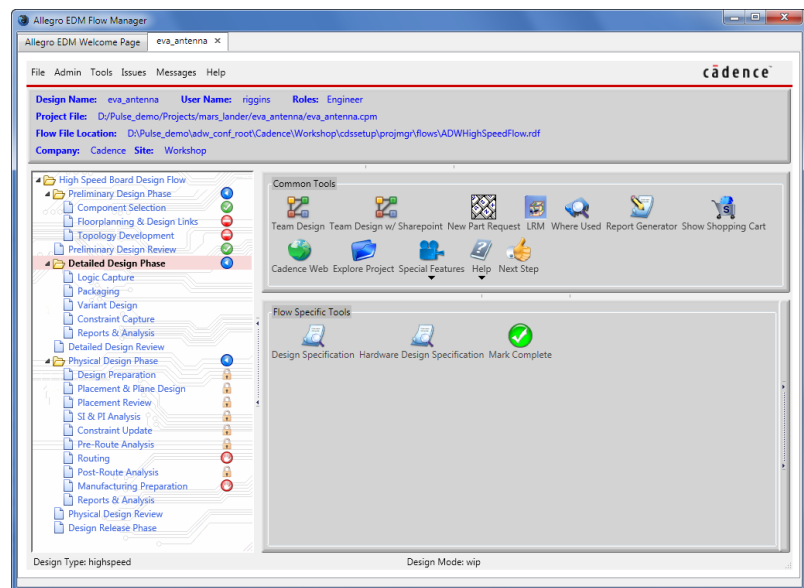 Allegro EDM Flow Manager
Allegro EDM Welcome Page eva_antenna ×
File Admin Tools Issues Messages Help
cādence™
Design Name: eva_antenna User Name: riggins Roles: Engineer
Project File: D:/Pulse_demo/Projects/mars_lander/eva_antenna/eva_antenna.cpm
Flow File Location: D:\Pulse_demo\adw_conf_root\Cadence\Workshop\cdssetup\projmgr\flows\ADWHighSpeedFlow.rdf
Company: Cadence Site: Workshop
High Speed Board Design Flow
Preliminary Design Phase
Component Selection
Floorplanning & Design Links
Topology Development
Preliminary Design Review
Detailed Design Phase
Logic Capture
Packaging
Variant Design
Constraint Capture
Reports & Analysis
Detailed Design Review
Physical Design Phase
Design Preparation
Placement & Plane Design
Placement Review
SI & PI Analysis
Constraint Update
Pre-Route Analysis
Routing
Post-Route Analysis
Manufacturing Preparation
Reports & Analysis
Physical Design Review
Design Release Phase
Common Tools
Team Design Team Design w/ Sharepoint New Part Request LRM Where Used Report Generator Show Shopping Cart
Cadence Web Explore Project Special Features Help Next Step
Flow Specific Tools
Design Specification Hardware Design Specification Mark Complete
Design Type: highspeed Design Mode: wip